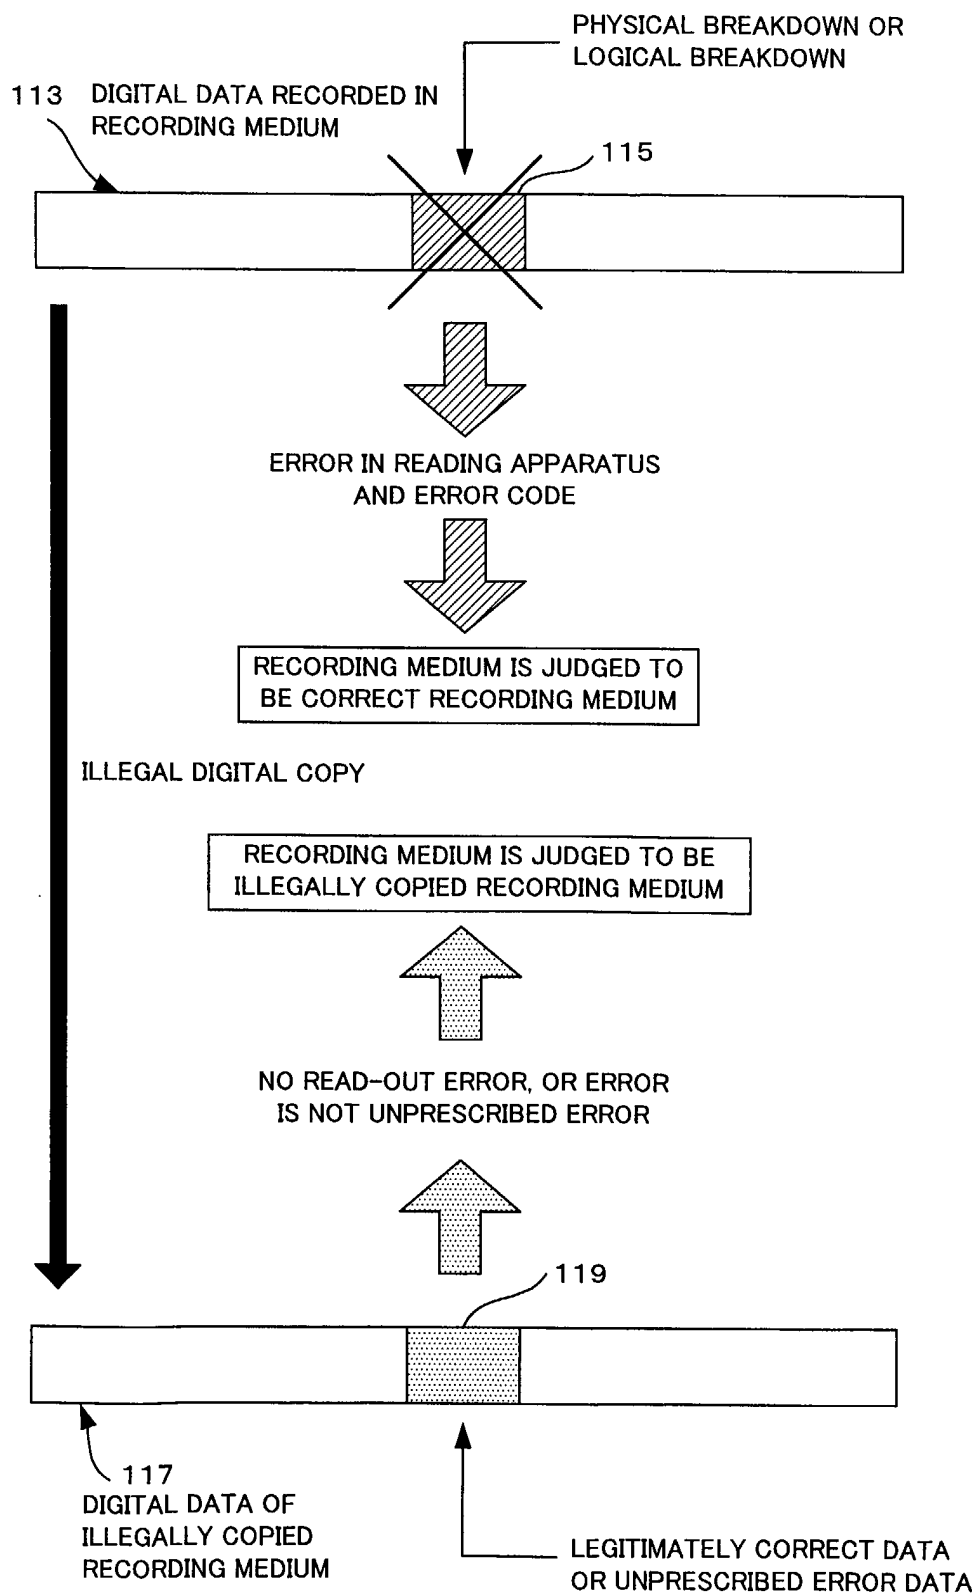 PHYSICAL BREAKDOWN OR
LOGICAL BREAKDOWN
113 DIGITAL DATA RECORDED IN
RECORDING MEDIUM
115
ERROR IN READING APPARATUS
AND ERROR CODE
RECORDING MEDIUM IS JUDGED TO
BE CORRECT RECORDING MEDIUM
ILLEGAL DIGITAL COPY
RECORDING MEDIUM IS JUDGED TO BE
ILLEGALLY COPIED RECORDING MEDIUM
NO READ-OUT ERROR, OR ERROR
IS NOT UNPRESCRIBED ERROR
119
117
DIGITAL DATA OF
ILLEGALLY COPIED
RECORDING MEDIUM
LEGITIMATELY CORRECT DATA
OR UNPRESCRIBED ERROR DATA